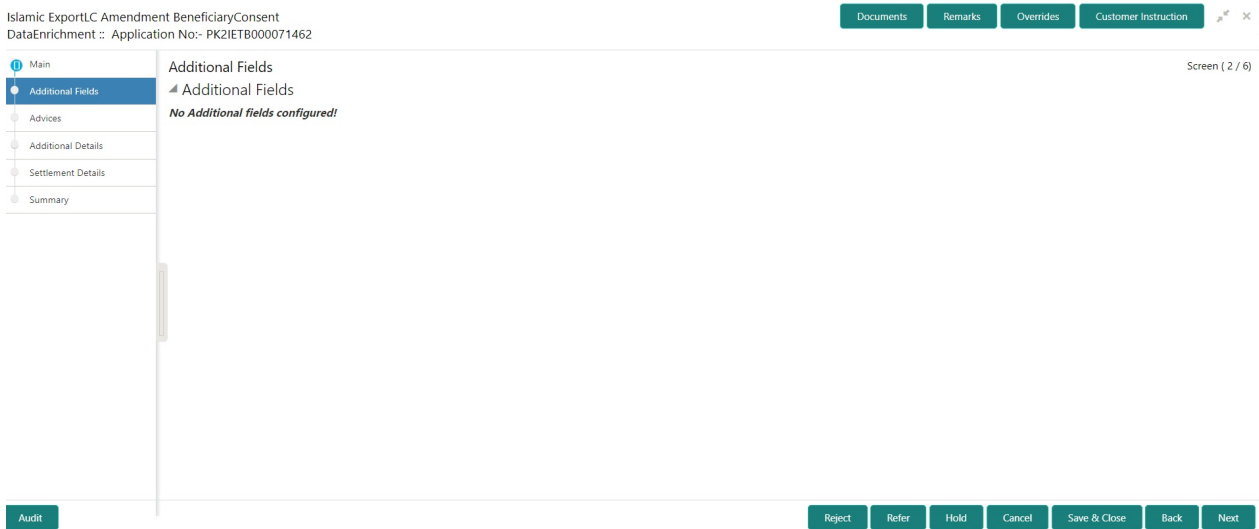 Islamic ExportLC Amendment BeneficiaryConsent
DataEnrichment :: Application No:- PK2IETB000071462
Documents
Remarks
Overrides
Customer Instruction
Main
Additional Fields
Advices
Additional Details
Settlement Details
Summary
Additional Fields
Screen ( 2 / 6)
Additional Fields
No Additional fields configured!
Audit
Reject
Refer
Hold
Cancel
Save & Close
Back
Next